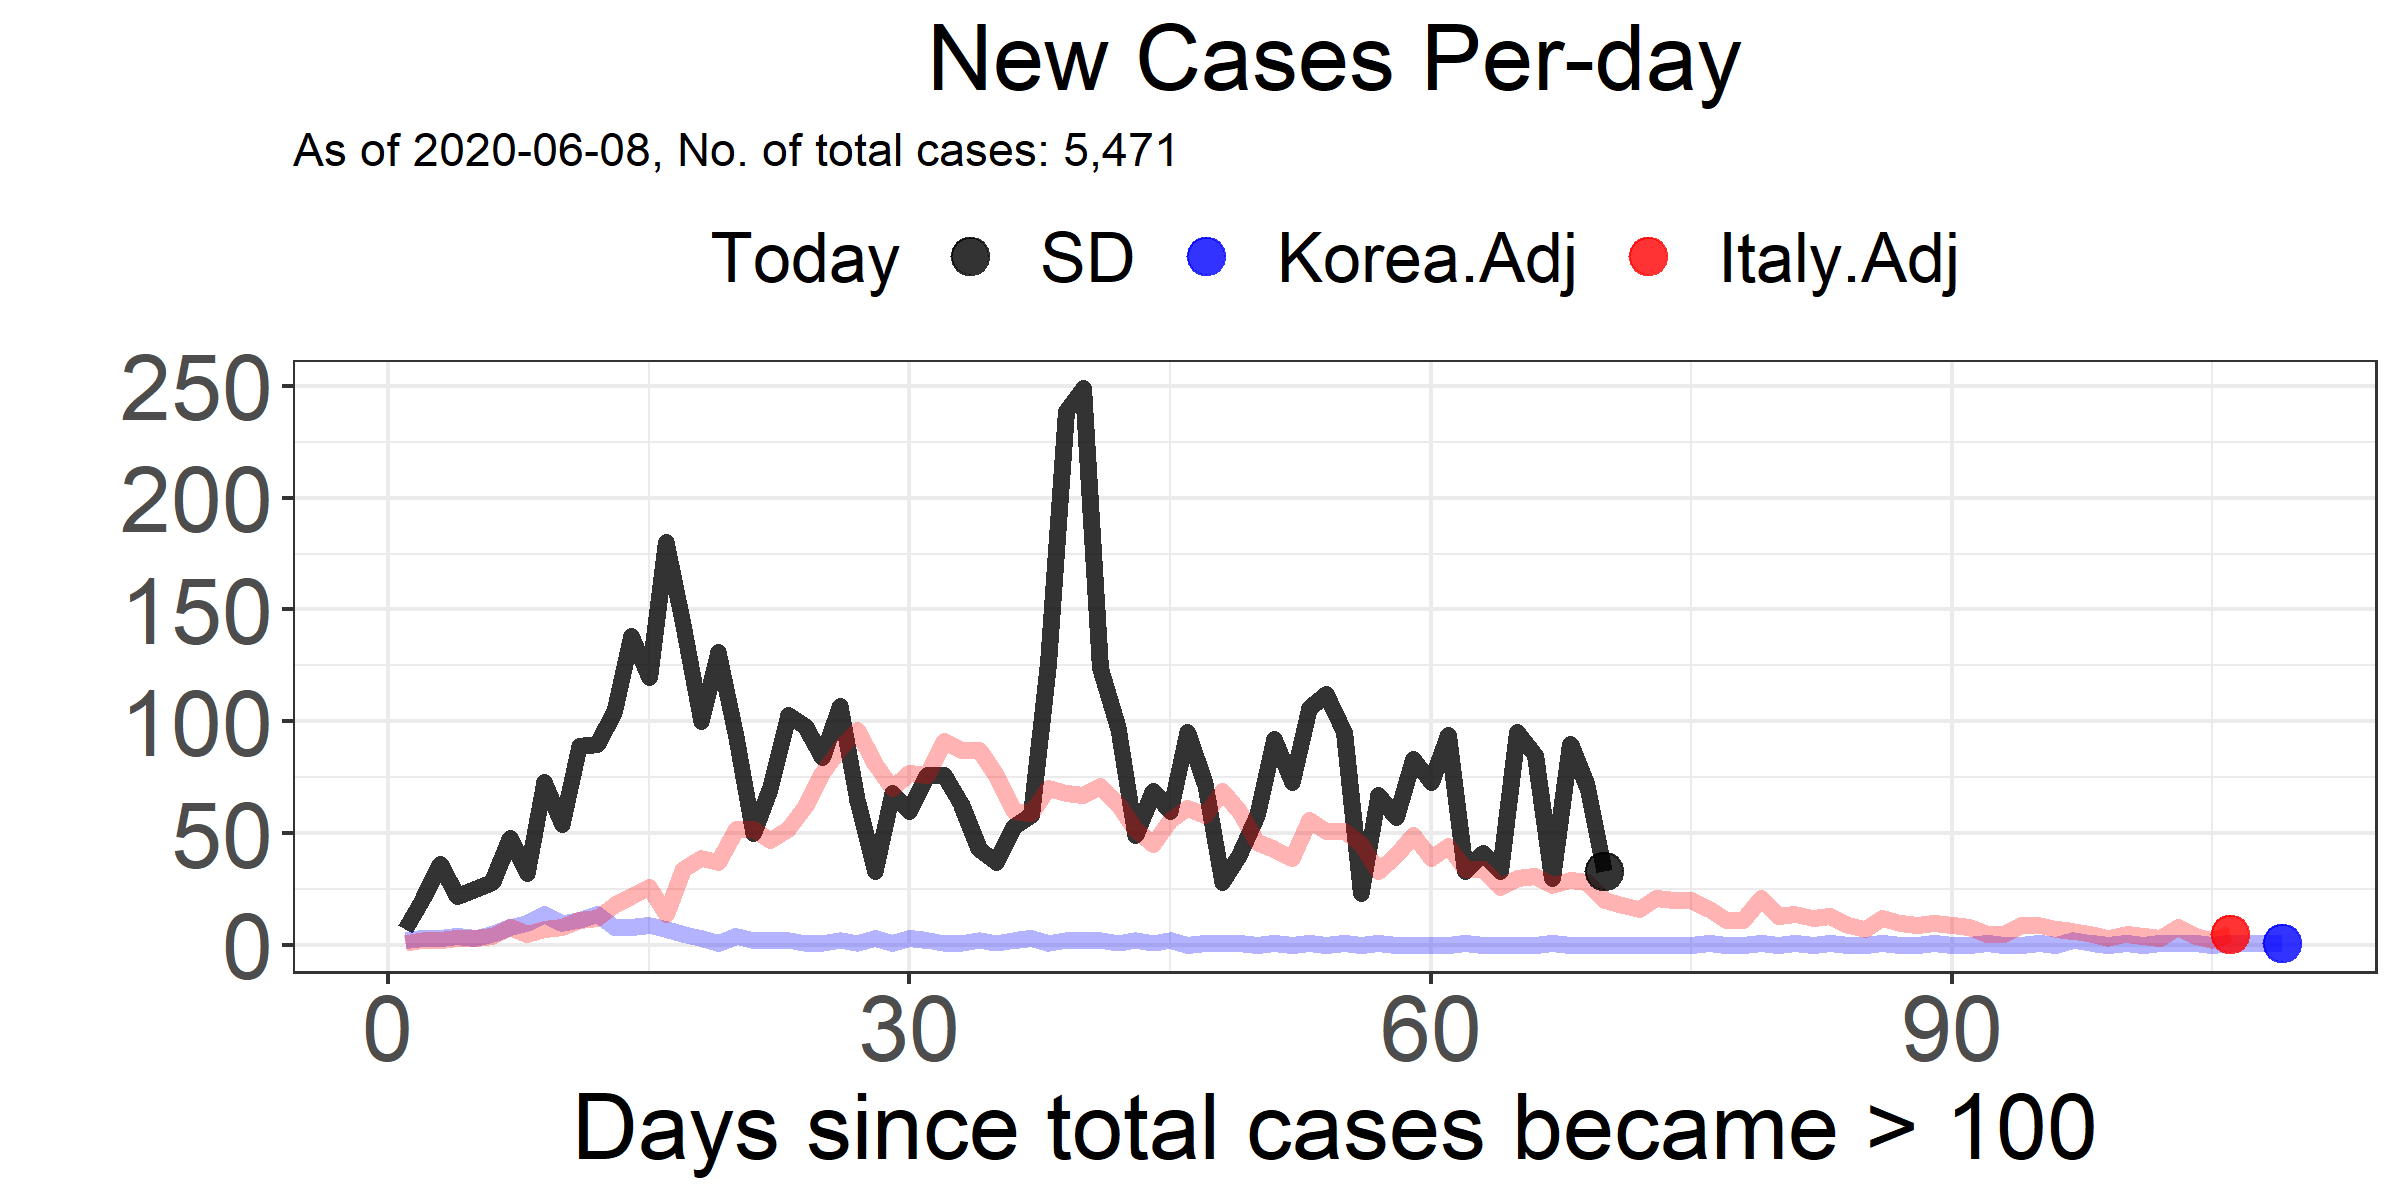 New Cases Per-day
As of 2020-06-08, No. of total cases: 5,471
Today SD Korea.Adj Italy.Adj
250
200
150
100
50
0
0 30 60 90
Days since total cases became > 100